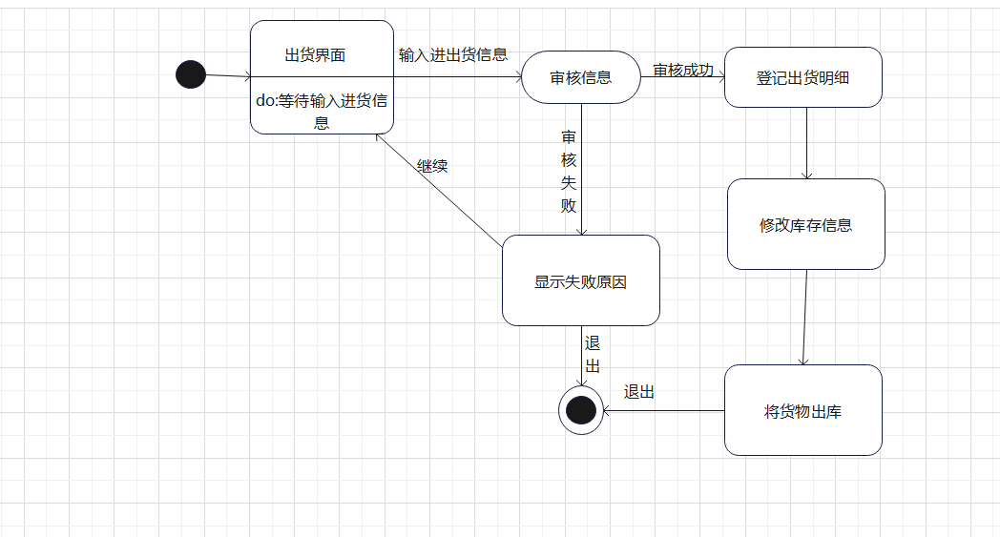 出货界面
do:等待输入进货信
息
输入进出货信息
审核信息
审核成功
登记出货明细
审
核
失
败
继续
修改库存信息
显示失败原因
退
出
退出
将货物出库